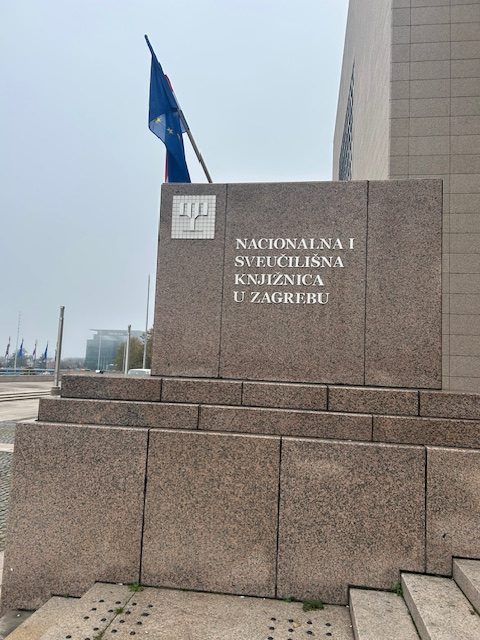 NACIONALNA I
SVEUČILIŠNA
KNJIŽNICA
U ZAGREBU